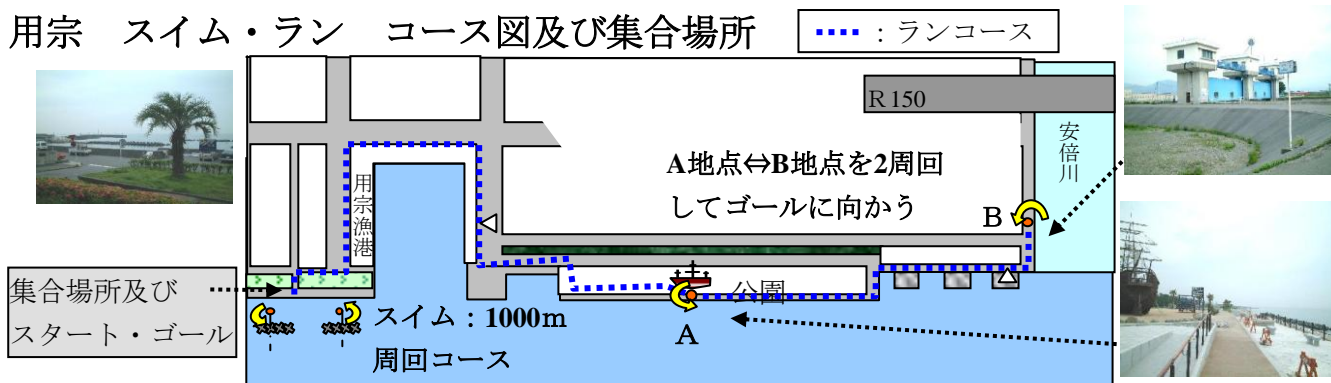 用宗　スイム・ラン　コース図及び集合場所
：ランコース
R150
安倍川
A地点⇔B地点を2周回
してゴールに向かう
B
用宗漁港
集合場所及び
スタート・ゴール
公園
スイム：1000m
周回コース
A